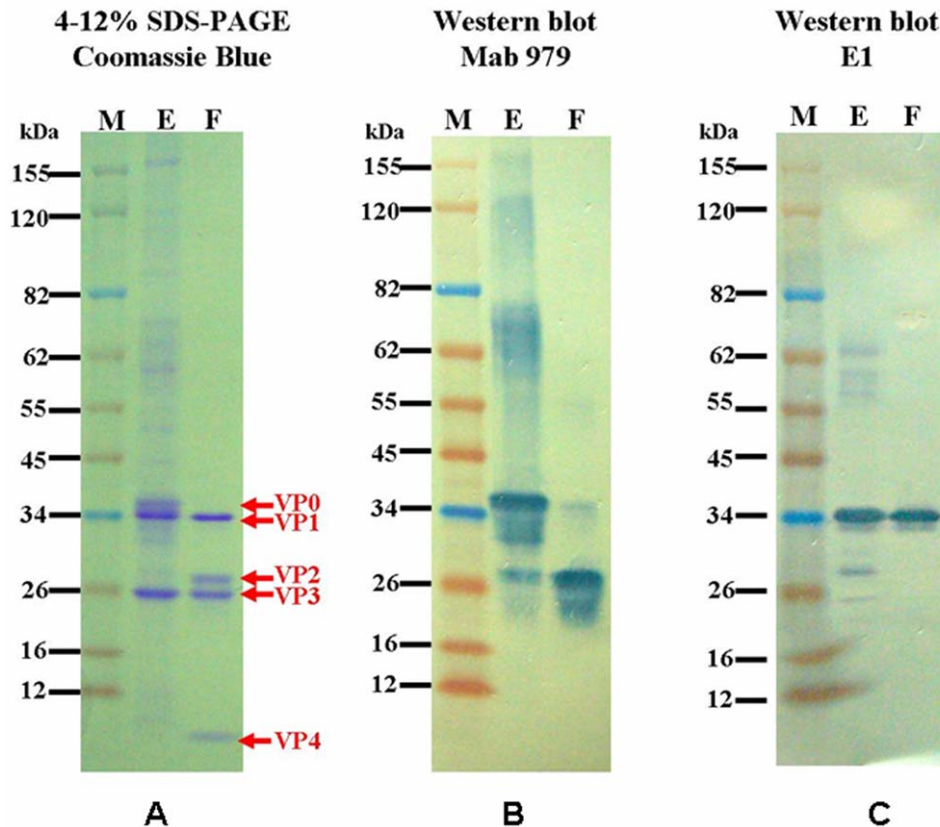 4-12% SDS-PAGE
Coomassie Blue
kDa
M E F
155
120
82
62
55
45
34
26
16
12
VP0
VP1
VP2
VP3
VP4
A
Western blot
Mab 979
kDa
M E F
155
120
82
62
55
45
34
26
16
12
B
Western blot
E1
kDa
M E F
155
120
82
62
55
45
34
26
16
12
C